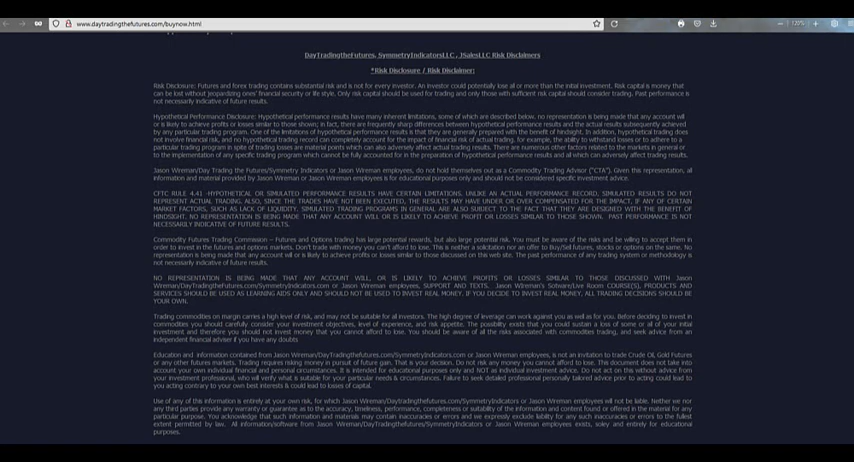 www.daytradingthefutures.com/buynow.html
120%
DayTradingtheFutures, SymmetryIndicatorsLLC , JSalesLLC Risk Disclaimers
*Risk Disclosure / Risk Disclaimer:
Risk Disclosure: Futures and forex trading contains substantial risk and is not for every investor. An investor could potentially lose all or more than the initial investment. Risk capital is money that
can be lost without jeopardizing ones' financial security or life style. Only risk capital should be used for trading and only those with sufficient risk capital should consider trading. Past performance is
not necessarily indicative of future results.
Hypothetical Performance Disclosure: Hypothetical performance results have many inherent limitations, some of which are described below. no representation is being made that any account will
or is likely to achieve profits or losses similar to those shown; in fact, there are frequently sharp differences between hypothetical performance results and the actual results subsequently achieved
by any particular trading program. One of the limitations of hypothetical performance results is that they are generally prepared with the benefit of hindsight. In addition, hypothetical trading does
not involve financial risk, and no hypothetical trading record can completely account for the impact of financial risk of actual trading. for example, the ability to withstand losses or to adhere to a
particular trading program in spite of trading losses are material points which can also adversely affect actual trading results. There are numerous other factors related to the markets in general or
to the implementation of any specific trading program which cannot be fully accounted for in the preparation of hypothetical performance results and all which can adversely affect trading results.
Jason Wireman/Day Trading the Futures/Symmetry Indicators or Jason Wireman employees, do not hold themselves out as a Commodity Trading Advisor ("CTA"). Given this representation, all
information and material provided by Jason Wireman or Jason Wireman employees is for educational purposes only and should not be considered specific investment advice.
CFTC RULE 4.41 -HYPOTHETICAL OR SIMULATED PERFORMANCE RESULTS HAVE CERTAIN LIMITATIONS. UNLIKE AN ACTUAL PERFORMANCE RECORD, SIMULATED RESULTS DO NOT
REPRESENT ACTUAL TRADING. ALSO, SINCE THE TRADES HAVE NOT BEEN EXECUTED, THE RESULTS MAY HAVE UNDER OR OVER COMPENSATED FOR THE IMPACT, IF ANY, OF CERTAIN
MARKET FACTORS, SUCH AS LACK OF LIQUIDITY. SIMULATED TRADING PROGRAMS IN GENERAL ARE ALSO SUBJECT TO THE FACT THAT THEY ARE DESIGNED WITH THE BENEFIT OF
HINDSIGHT. NO REPRESENTATION IS BEING MADE THAT ANY ACCOUNT WILL OR IS LIKELY TO ACHIEVE PROFIT OR LOSSES SIMILAR TO THOSE SHOWN. PAST PERFORMANCE IS NOT
NECESSARILY INDICATIVE OF FUTURE RESULTS.
Commodity Futures Trading Commission – Futures and Options trading has large potential rewards, but also large potential risk. You must be aware of the risks and be willing to accept them in
order to invest in the futures and options markets. Don't trade with money you can't afford to lose. This is neither a solicitation nor an offer to Buy/Sell futures, stocks or options on the same. No
representation is being made that any account will or is likely to achieve profits or losses similar to those discussed on this web site. The past performance of any trading system or methodology is
not necessarily indicative of future results.
NO REPRESENTATION IS BEING MADE THAT ANY ACCOUNT WILL, OR IS LIKELY TO ACHIEVE PROFITS OR LOSSES SIMILAR TO THOSE DISCUSSED WITH Jason
Wireman/DayTradingthefutures.com/SymmetryIndicators.com or Jason Wireman employees, SUPPORT AND TEXTS. Jason Wireman's Sotware/Live Room COURSE(S), PRODUCTS AND
SERVICES SHOULD BE USED AS LEARNING AIDS ONLY AND SHOULD NOT BE USED TO INVEST REAL MONEY. IF YOU DECIDE TO INVEST REAL MONEY, ALL TRADING DECISIONS SHOULD BE
YOUR OWN.
Trading commodities on margin carries a high level of risk, and may not be suitable for all investors. The high degree of leverage can work against you as well as for you. Before deciding to invest in
commodities you should carefully consider your investment objectives, level of experience, and risk appetite. The possibility exists that you could sustain a loss of some or all of your initial
investment and therefore you should not invest money that you cannot afford to lose. You should be aware of all the risks associated with commodities trading, and seek advice from an
independent financial adviser if you have any doubts
Education and information contained from Jason Wireman/DayTradingthefutures.com/SymmetryIndicators.com or Jason Wireman employees, is not an invitation to trade Crude Oil, Gold Futures
or any other futures markets. Trading requires risking money in pursuit of future gain. That is your decision. Do not risk any money you cannot afford to lose. This document does not take into
account your own individual financial and personal circumstances. It is intended for educational purposes only and NOT as individual investment advice. Do not act on this without advice from
your investment professional, who will verify what is suitable for your particular needs & circumstances. Failure to seek detailed professional personally tailored advice prior to acting could lead to
you acting contrary to your own best interests & could lead to losses of capital.
Use of any of this information is entirely at your own risk, for which Jason Wireman/Daytradingthefutures.com/SymmetryIndicators or Jason Wireman employees will not be liable. Neither we nor
any third parties provide any warranty or guarantee as to the accuracy, timeliness, performance, completeness or suitability of the information and content found or offered in the material for any
particular purpose. You acknowledge that such information and materials may contain inaccuracies or errors and we expressly exclude liability for any such inaccuracies or errors to the fullest
extent permitted by law. All information/software from Jason Wireman/Daytradingthefutures/SymmetryIndicators or Jason Wireman employees exists, soley and entirely for educational
purposes.